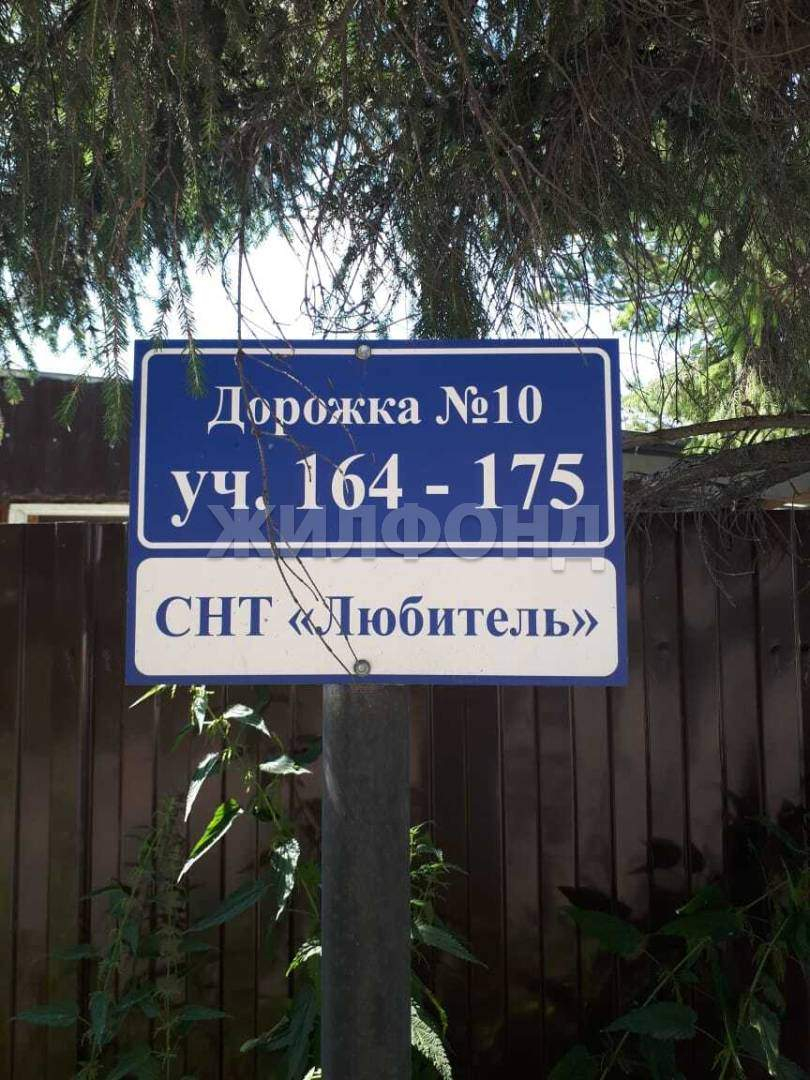 Дорожка №10
уч. 164 - 175
ЖИЛФОНД
СНТ «Любитель»